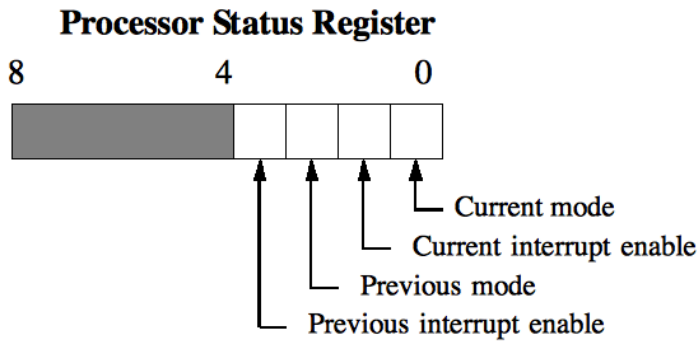 Processor Status Register
8 4 0
Current mode
Current interrupt enable
Previous mode
Previous interrupt enable